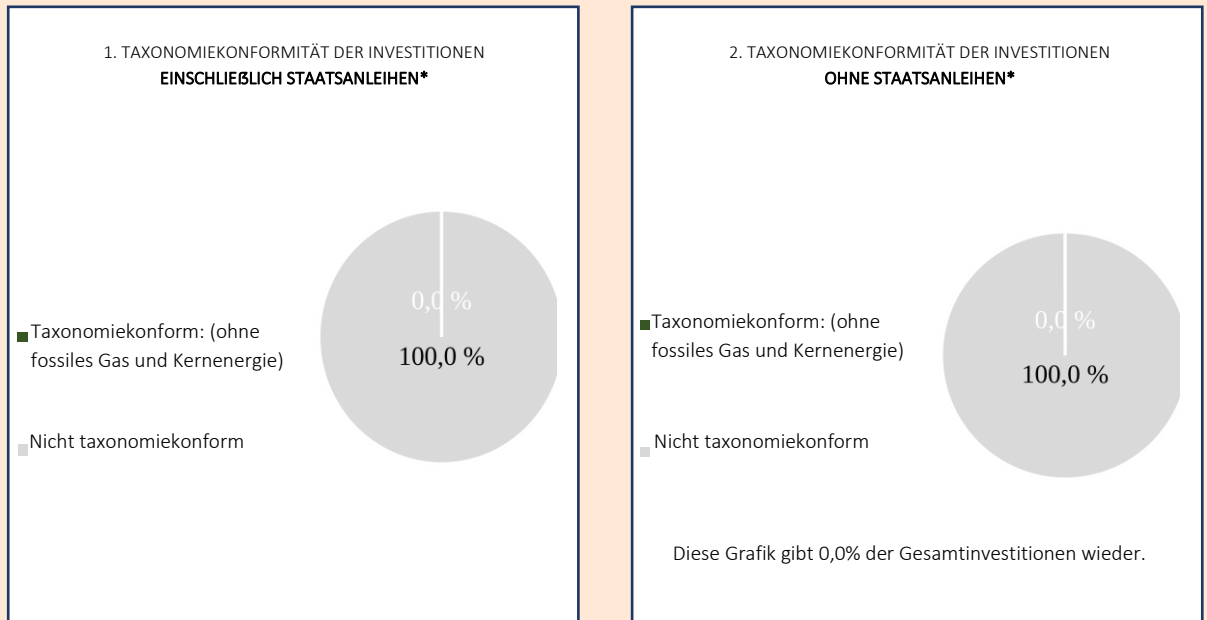 1. TAXONOMIEKONFORMITÄT DER INVESTITIONEN
EINSCHLIEßLICH STAATSANLEIHEN*
0,0 %
100,0 %
Taxonomiekonform: (ohne
fossiles Gas und Kernenergie)
Nicht taxonomiekonform
2. TAXONOMIEKONFORMITÄT DER INVESTITIONEN
OHNE STAATSANLEIHEN*
0,0 %
100,0 %
Taxonomiekonform: (ohne
fossiles Gas und Kernenergie)
Nicht taxonomiekonform
Diese Grafik gibt 0,0% der Gesamtinvestitionen wieder.